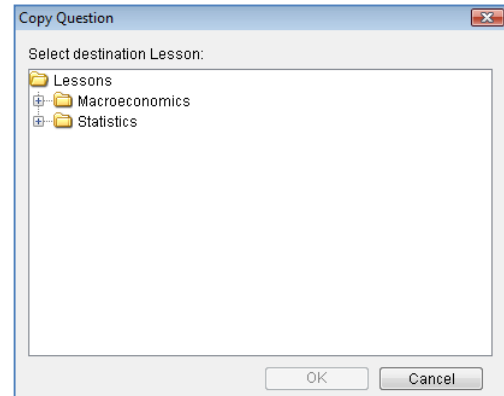 Copy Question
Select destination Lesson:
Lessons
Macroeconomics
Statistics
OK Cancel